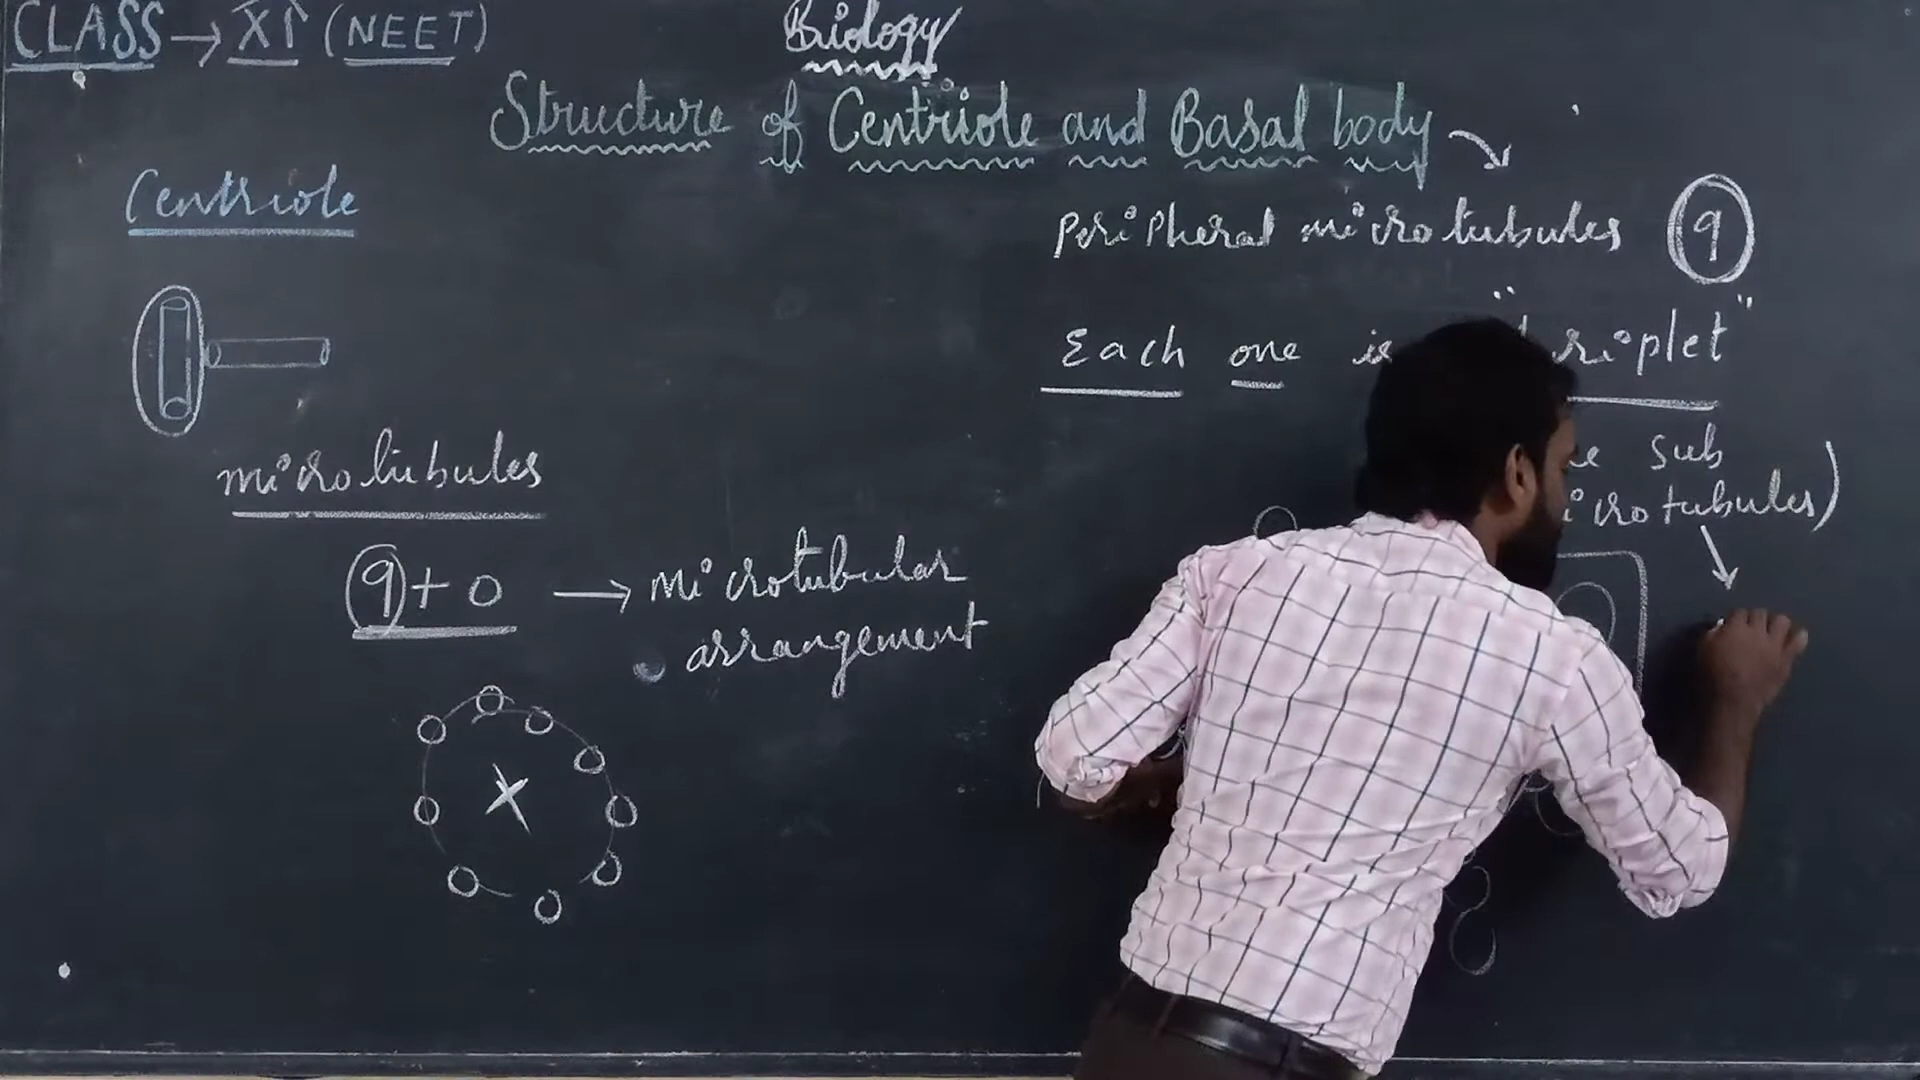 CLASS → XI (NEET)
Biology
Structure of Centriole and Basal body
Centriole
Peripheral microtubules 9
Each one is "triplet"
sub
microtubules)
microtubules
9 + 0 → Microtubular
arrangement